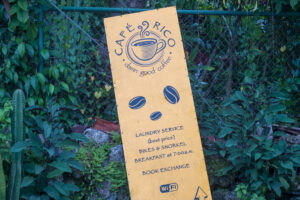 CAFÉ RICO
damn good coffee
LAUNDRY SERVICE
(best price)
BIKES & SNORKEL
BREAKFAST at 7:00a.m.
BOOK EXCHANGE
WiFi